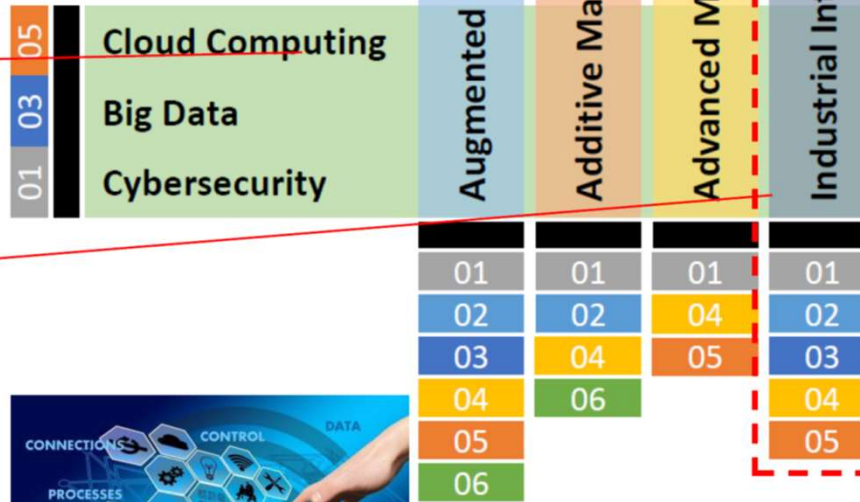 05
Cloud Computing
03
Big Data
01
Cybersecurity
Augmented
Additive Ma
Advanced M
Industrial Int
01 01 01 01
02 02 04 02
03 04 05 03
04 06 04
05 05
06
CONNECTIONS
CONTROL
DATA
PROCESSES